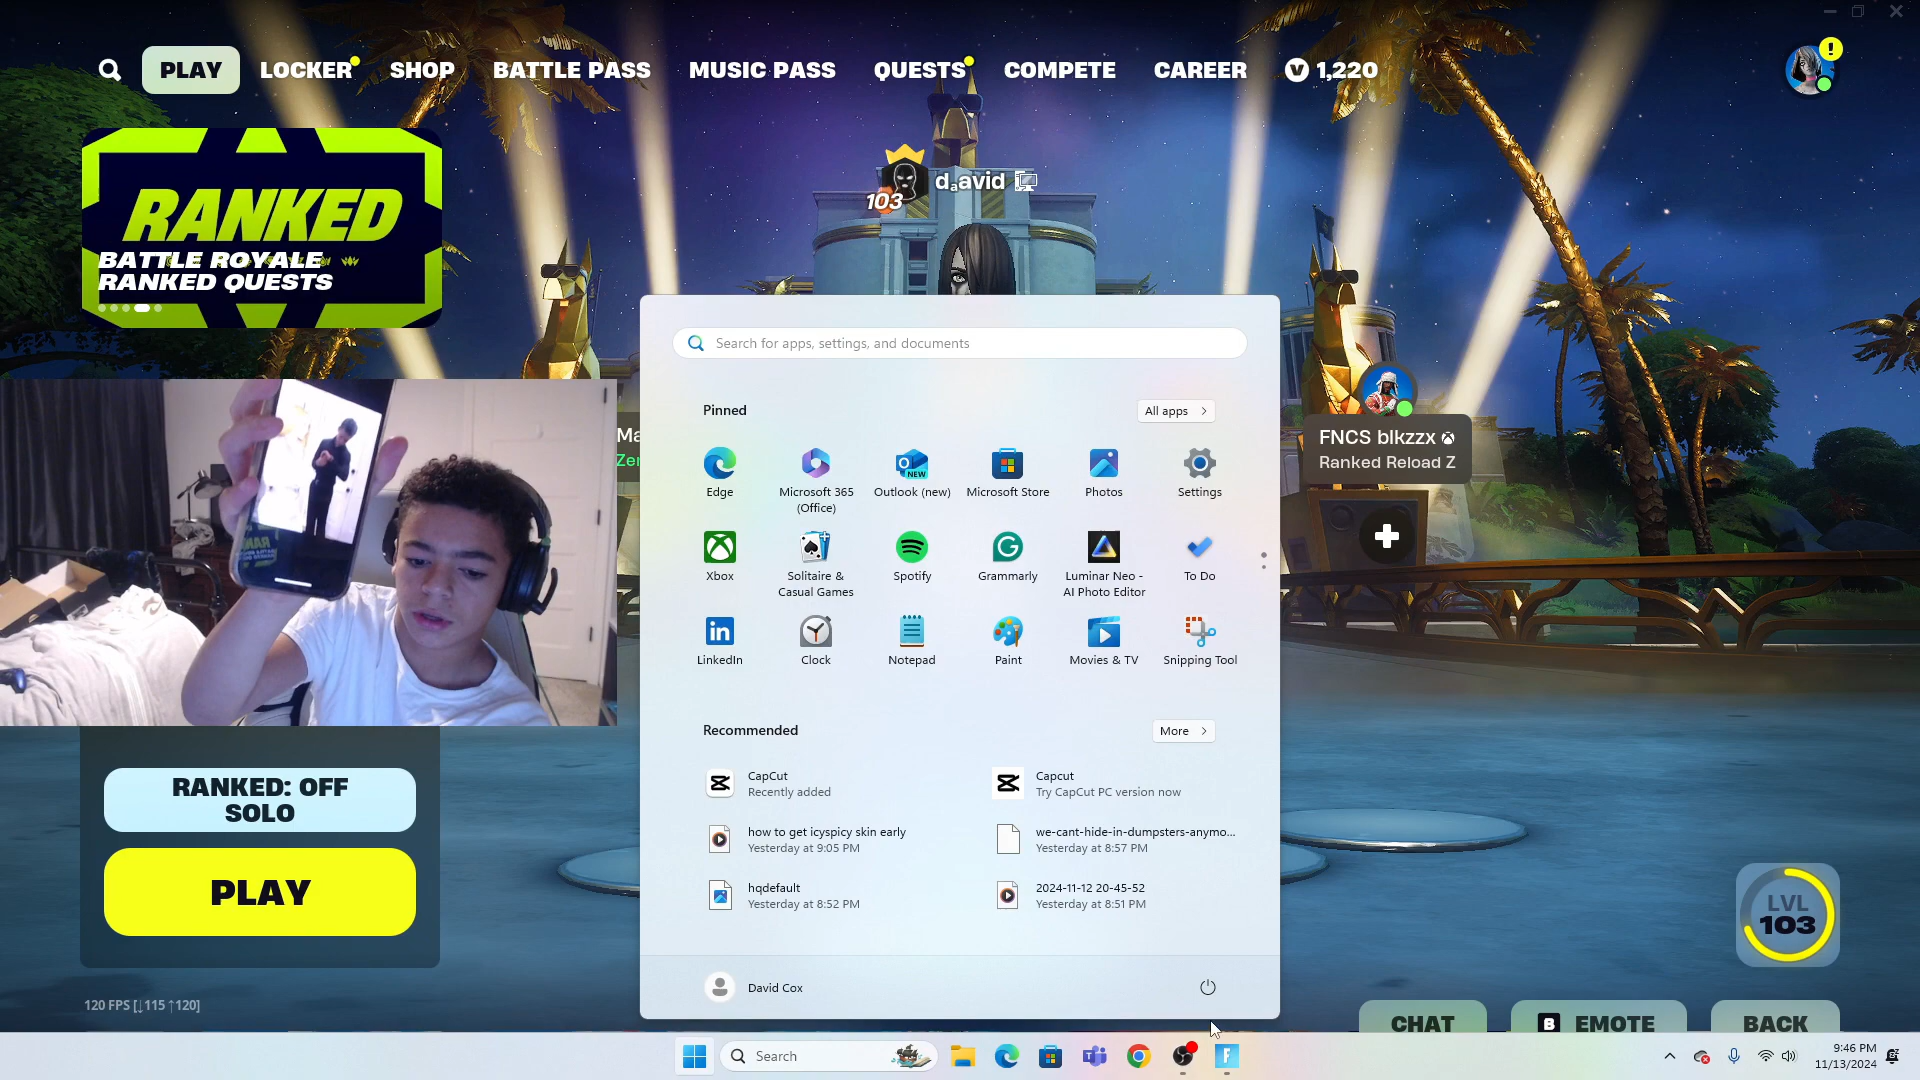 PLAY
LOCKER
SHOP
BATTLE PASS
MUSIC PASS
QUESTS
COMPETE
CAREER
1,220
!
RANKED
BATTLE ROYALE
RANKED QUESTS
103
dₐavid
Search for apps, settings, and documents
Pinned
All apps
Edge
Microsoft 365
(Office)
Outlook (new)
Microsoft Store
Photos
Settings
Xbox
Solitaire &
Casual Games
Spotify
Grammarly
Luminar Neo -
AI Photo Editor
To Do
LinkedIn
Clock
Notepad
Paint
Movies & TV
Snipping Tool
Recommended
More
CapCut
Recently added
Capcut
Try CapCut PC version now
how to get icyspicy skin early
Yesterday at 9:05 PM
we-cant-hide-in-dumpsters-anymo...
Yesterday at 8:57 PM
hqdefault
Yesterday at 8:52 PM
2024-11-12 20-45-52
Yesterday at 8:51 PM
David Cox
Ma
Zer
FNCS blkzzx
Ranked Reload Z
RANKED: OFF
SOLO
PLAY
LVL
103
120 FPS [↓115 ↑120]
CHAT
B EMOTE
BACK
Search
9:46 PM
11/13/2024